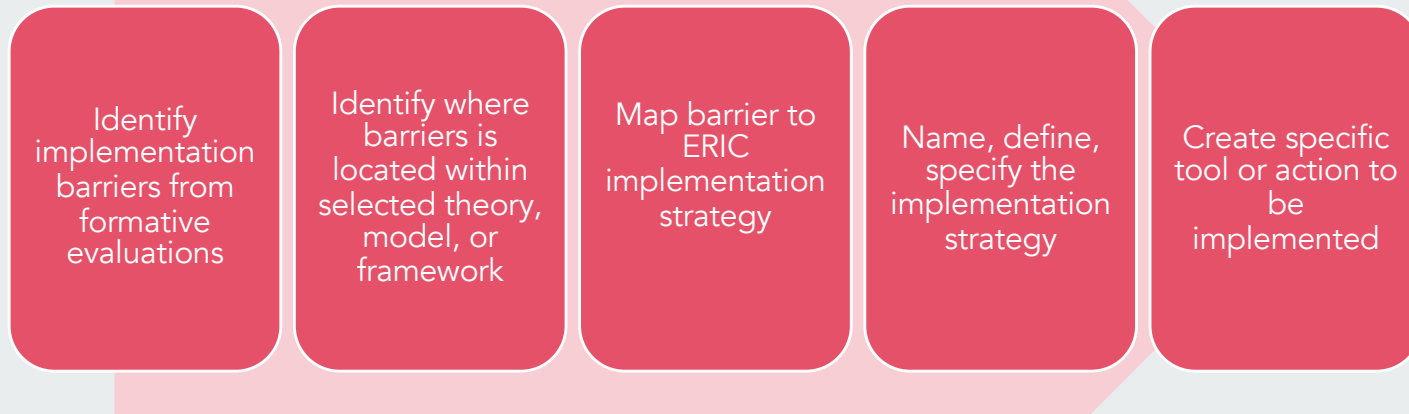 Identify
implementation
barriers from
formative
evaluations
Identify where
barriers is
located within
selected theory,
model, or
framework
Map barrier to
ERIC
implementation
strategy
Name, define,
specify the
implementation
strategy
Create specific
tool or action to
be
implemented